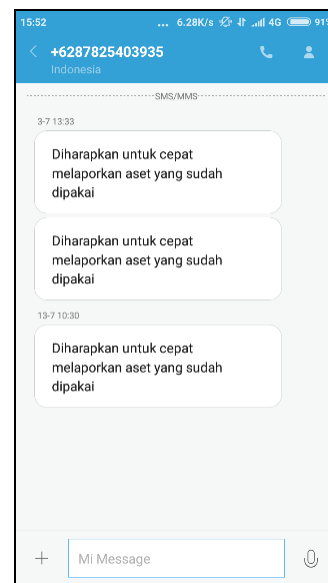 15:52 ... 6.28K/s 4G 91%
+6287825403935
Indonesia
SMS/MMS
3-7 13:33
Diharapkan untuk cepat
melaporkan aset yang sudah
dipakai
Diharapkan untuk cepat
melaporkan aset yang sudah
dipakai
13-7 10:30
Diharapkan untuk cepat
melaporkan aset yang sudah
dipakai
Mi Message